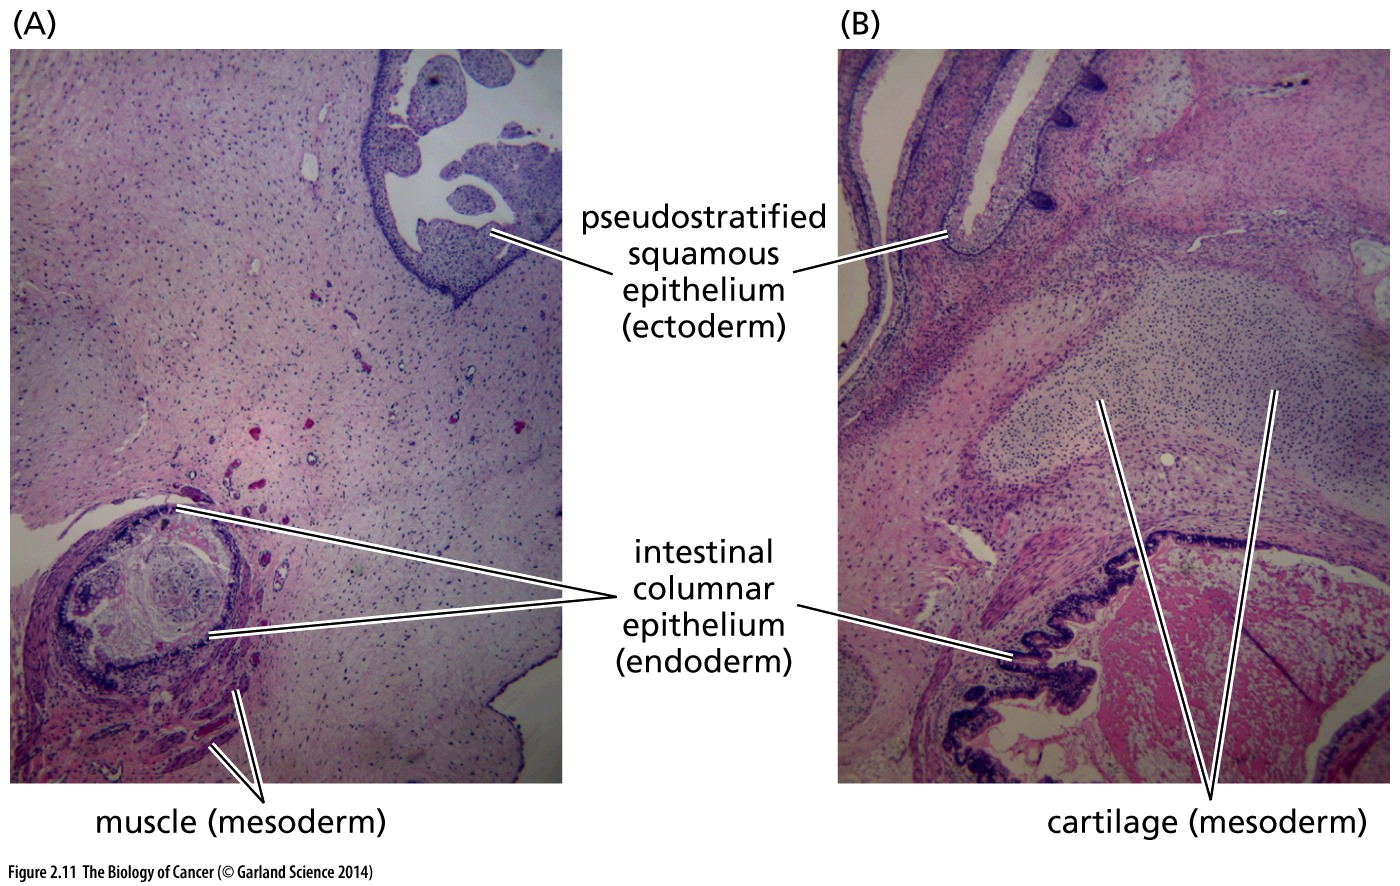 (A)
(B)
pseudostratified
squamous
epithelium
(ectoderm)
intestinal
columnar
epithelium
(endoderm)
muscle (mesoderm)
cartilage (mesoderm)
Figure 2.11 The Biology of Cancer (© Garland Science 2014)